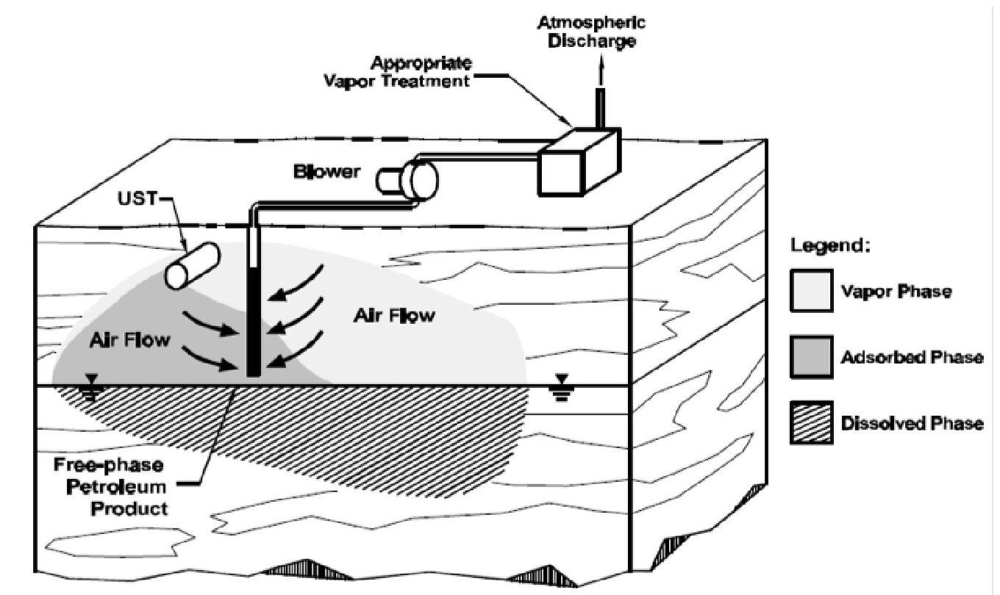 Atmospheric
Discharge
Appropriate
Vapor Treatment
Blower
UST
Legend:
Vapor Phase
Air Flow
Air Flow
Adsorbed Phase
Dissolved Phase
Free-phase
Petroleum
Product